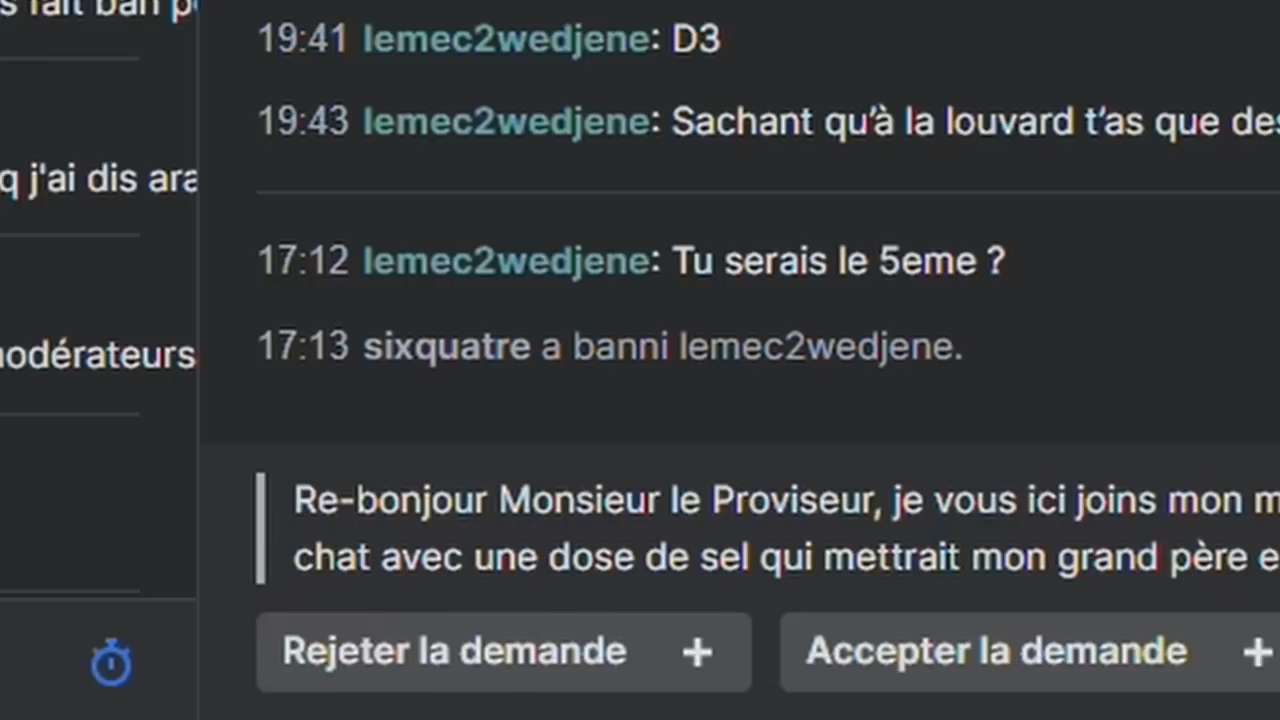 s fait ban
q j'ai dis
modérateurs
19:41 lemec2wedjene: D3
19:43 lemec2wedjene: Sachant qu'à la louvard t'as que des
17:12 lemec2wedjene: Tu serais le 5eme ?
17:13 sixquatre a banni lemec2wedjene.
Re-bonjour Monsieur le Proviseur, je vous ici joins mon
chat avec une dose de sel qui mettrait mon grand père
Rejeter la demande +
Accepter la demande +